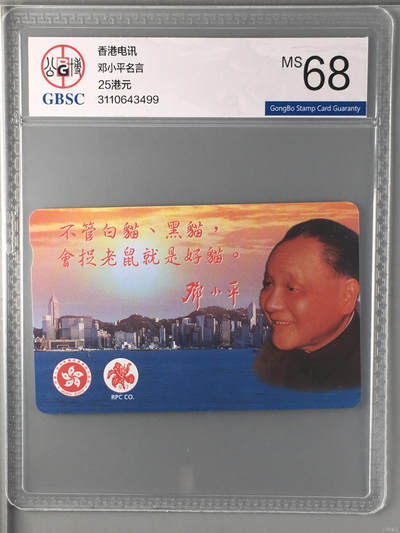 公博
G
GBSC
香港电讯
邓小平名言
25港元
3110643499
MS 68
GongBo Stamp Card Guaranty
不管白貓、黑貓，
會捉老鼠就是好貓。
鄧小平
RPC CO.